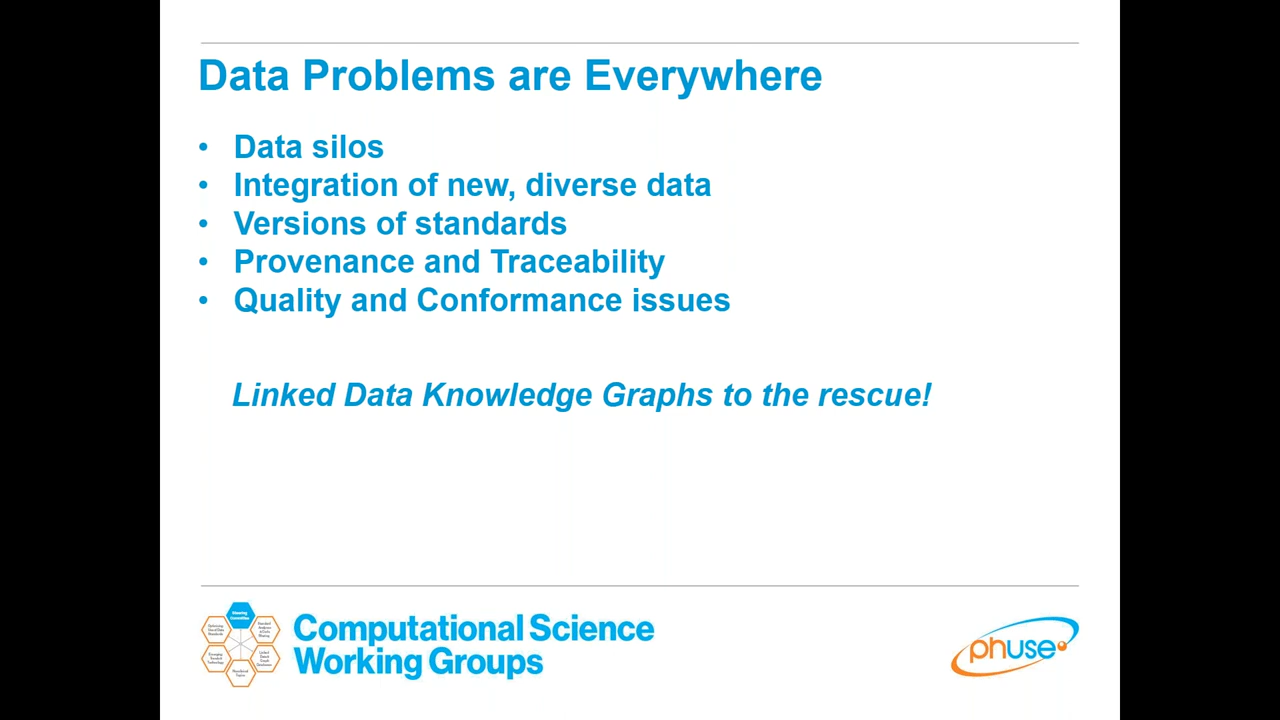 Data Problems are Everywhere
• Data silos
• Integration of new, diverse data
• Versions of standards
• Provenance and Traceability
• Quality and Conformance issues
Linked Data Knowledge Graphs to the rescue!
Computational Science
Working Groups
phuse